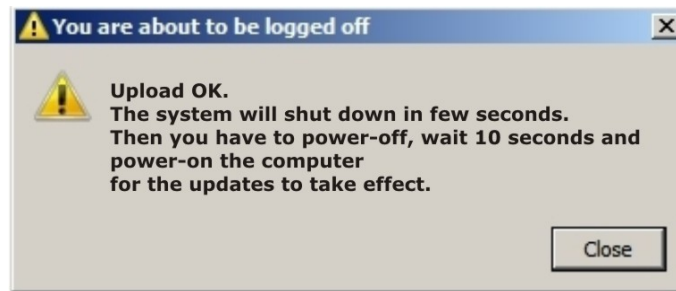 You are about to be logged off
Upload OK.
The system will shut down in few seconds.
Then you have to power-off, wait 10 seconds and
power-on the computer
for the updates to take effect.
Close